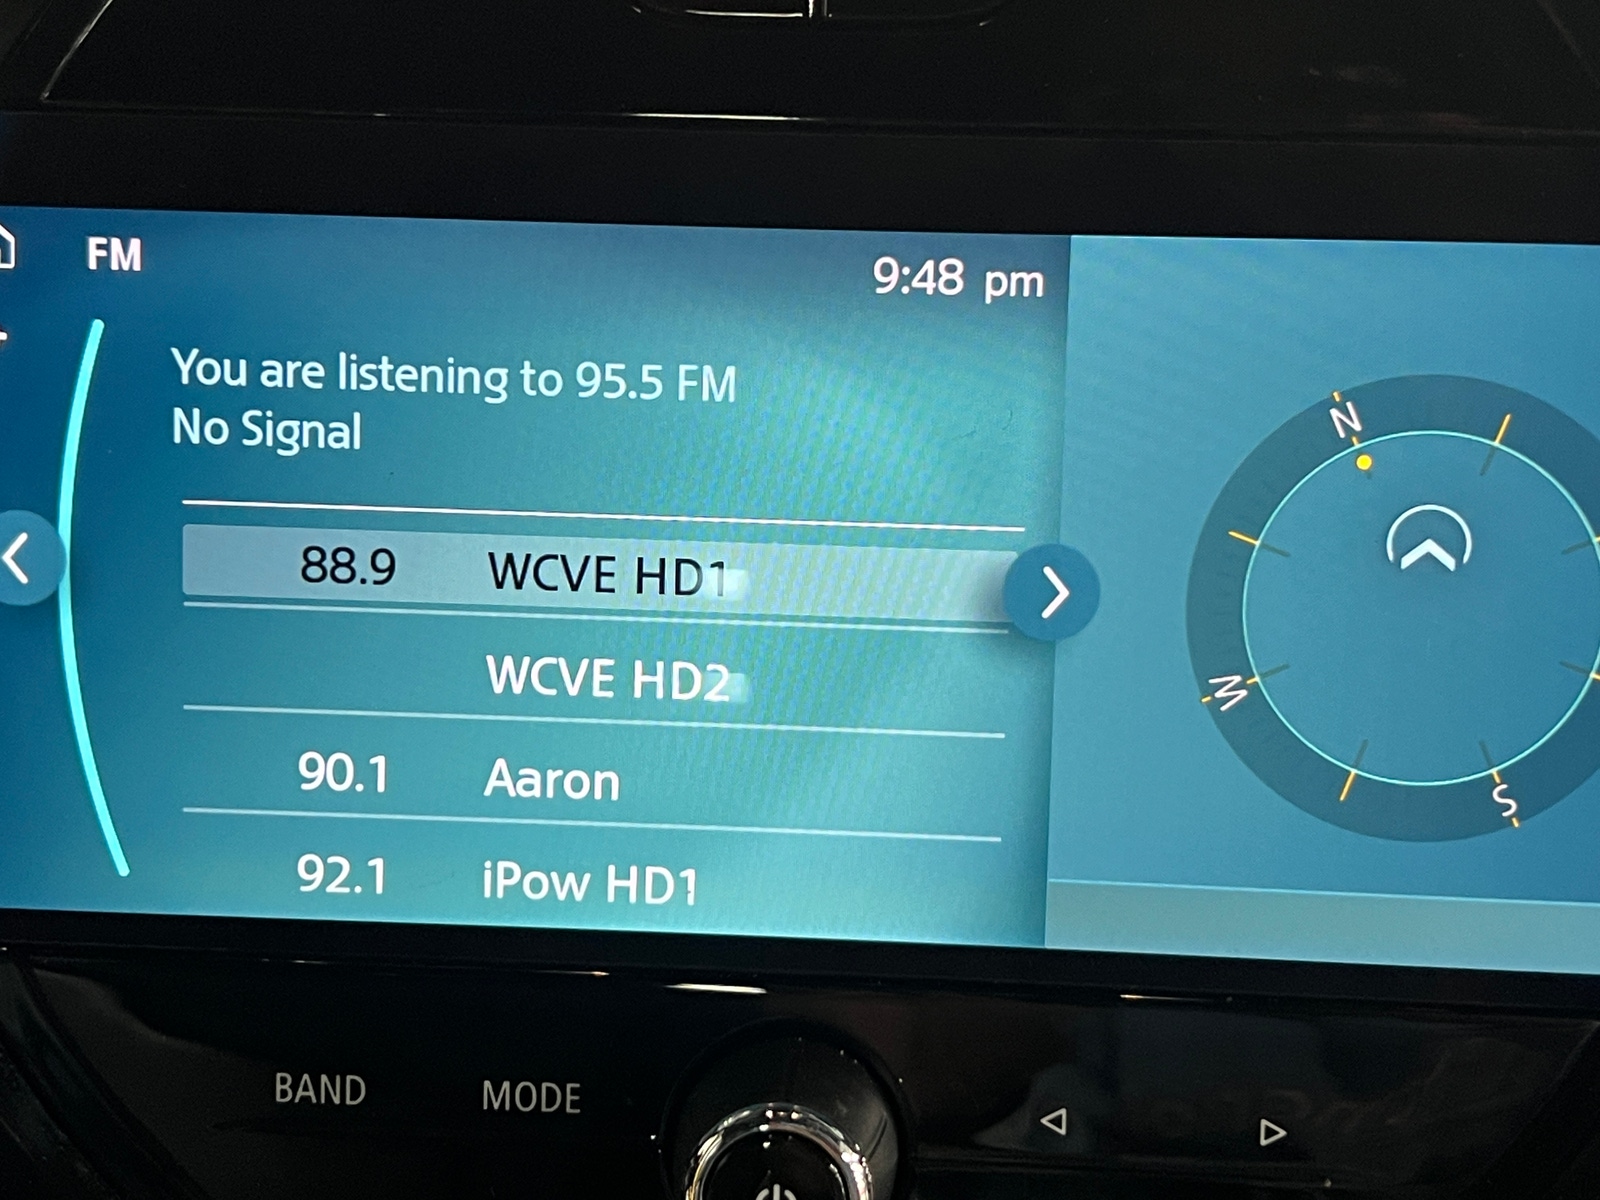 FM
9:48 pm
You are listening to 95.5 FM
No Signal
88.9 WCVE HD1
WCVE HD2
90.1 Aaron
92.1 iPow HD1
N
W
S
BAND MODE